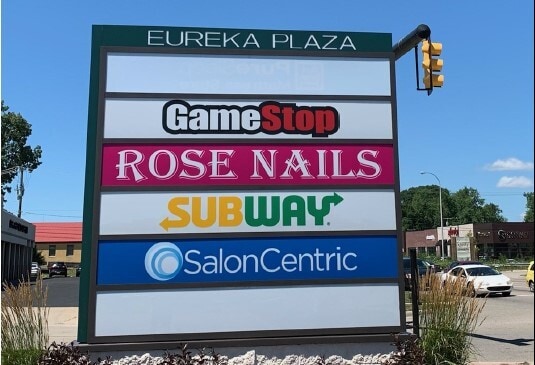 EUREKA PLAZA
GameStop
ROSE NAILS
SUBWAY
SalonCentric